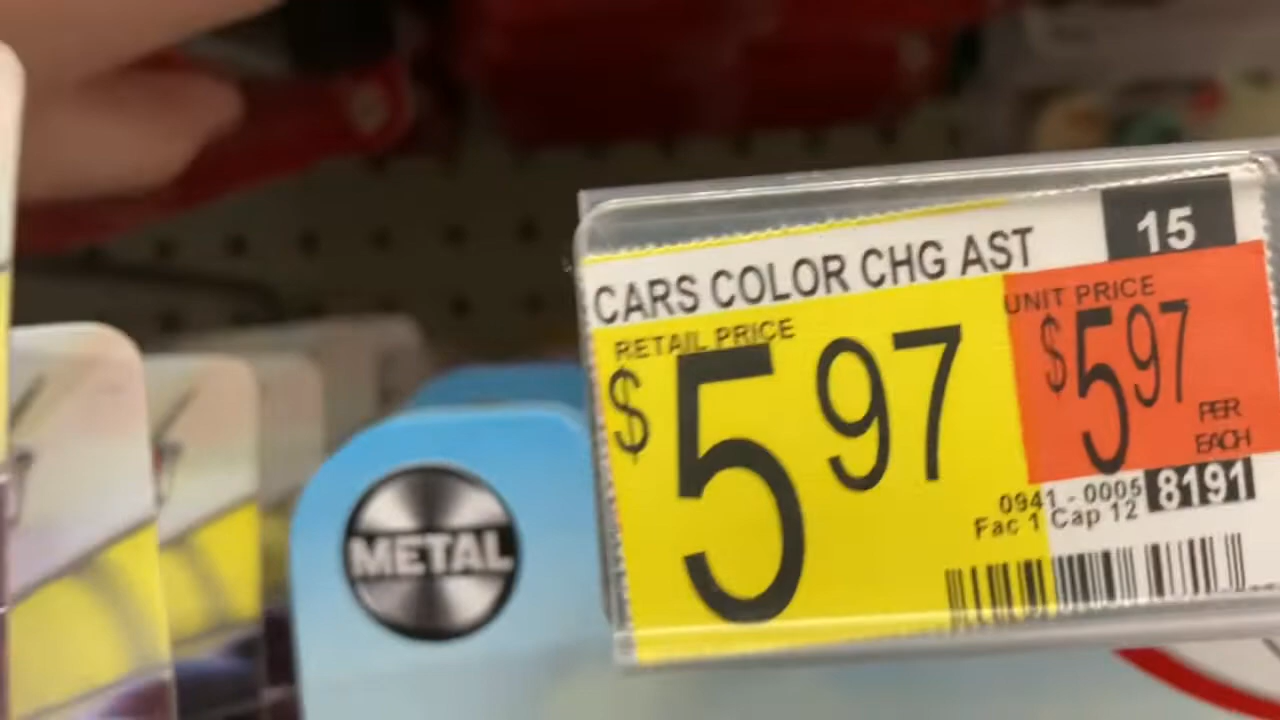 15
CARS COLOR CHG AST
RETAIL PRICE
$5 97
UNIT PRICE
$5 97
PER
EACH
0941 - 0005 8191
Fac 1 Cap 12
METAL